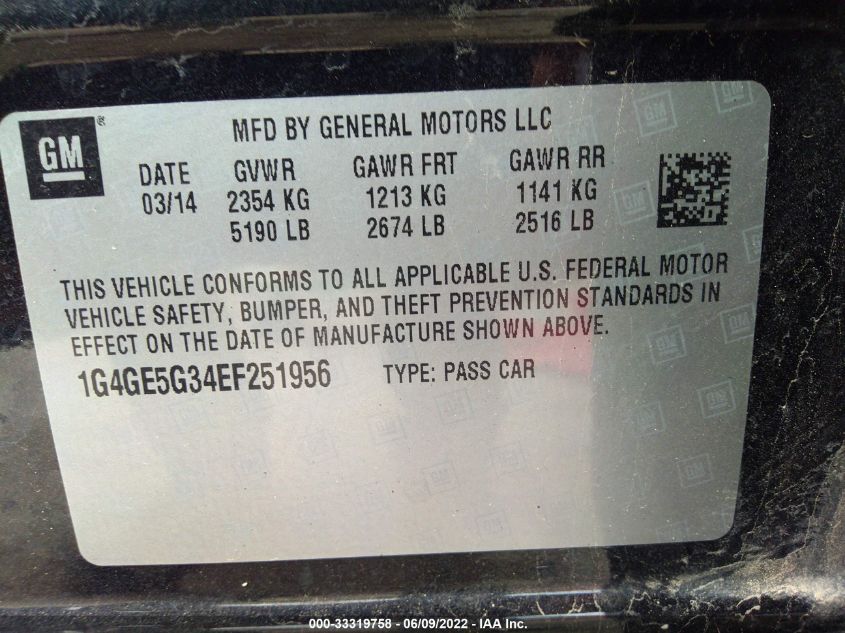 GM ®
MFD BY GENERAL MOTORS LLC
DATE GVWR GAWR FRT GAWR RR
03/14 2354 KG 1213 KG 1141 KG
5190 LB 2674 LB 2516 LB
THIS VEHICLE CONFORMS TO ALL APPLICABLE U.S. FEDERAL MOTOR
VEHICLE SAFETY, BUMPER, AND THEFT PREVENTION STANDARDS IN
EFFECT ON THE DATE OF MANUFACTURE SHOWN ABOVE.
1G4GE5G34EF251956 TYPE: PASS CAR
000-33319758 - 06/09/2022 - IAA Inc.